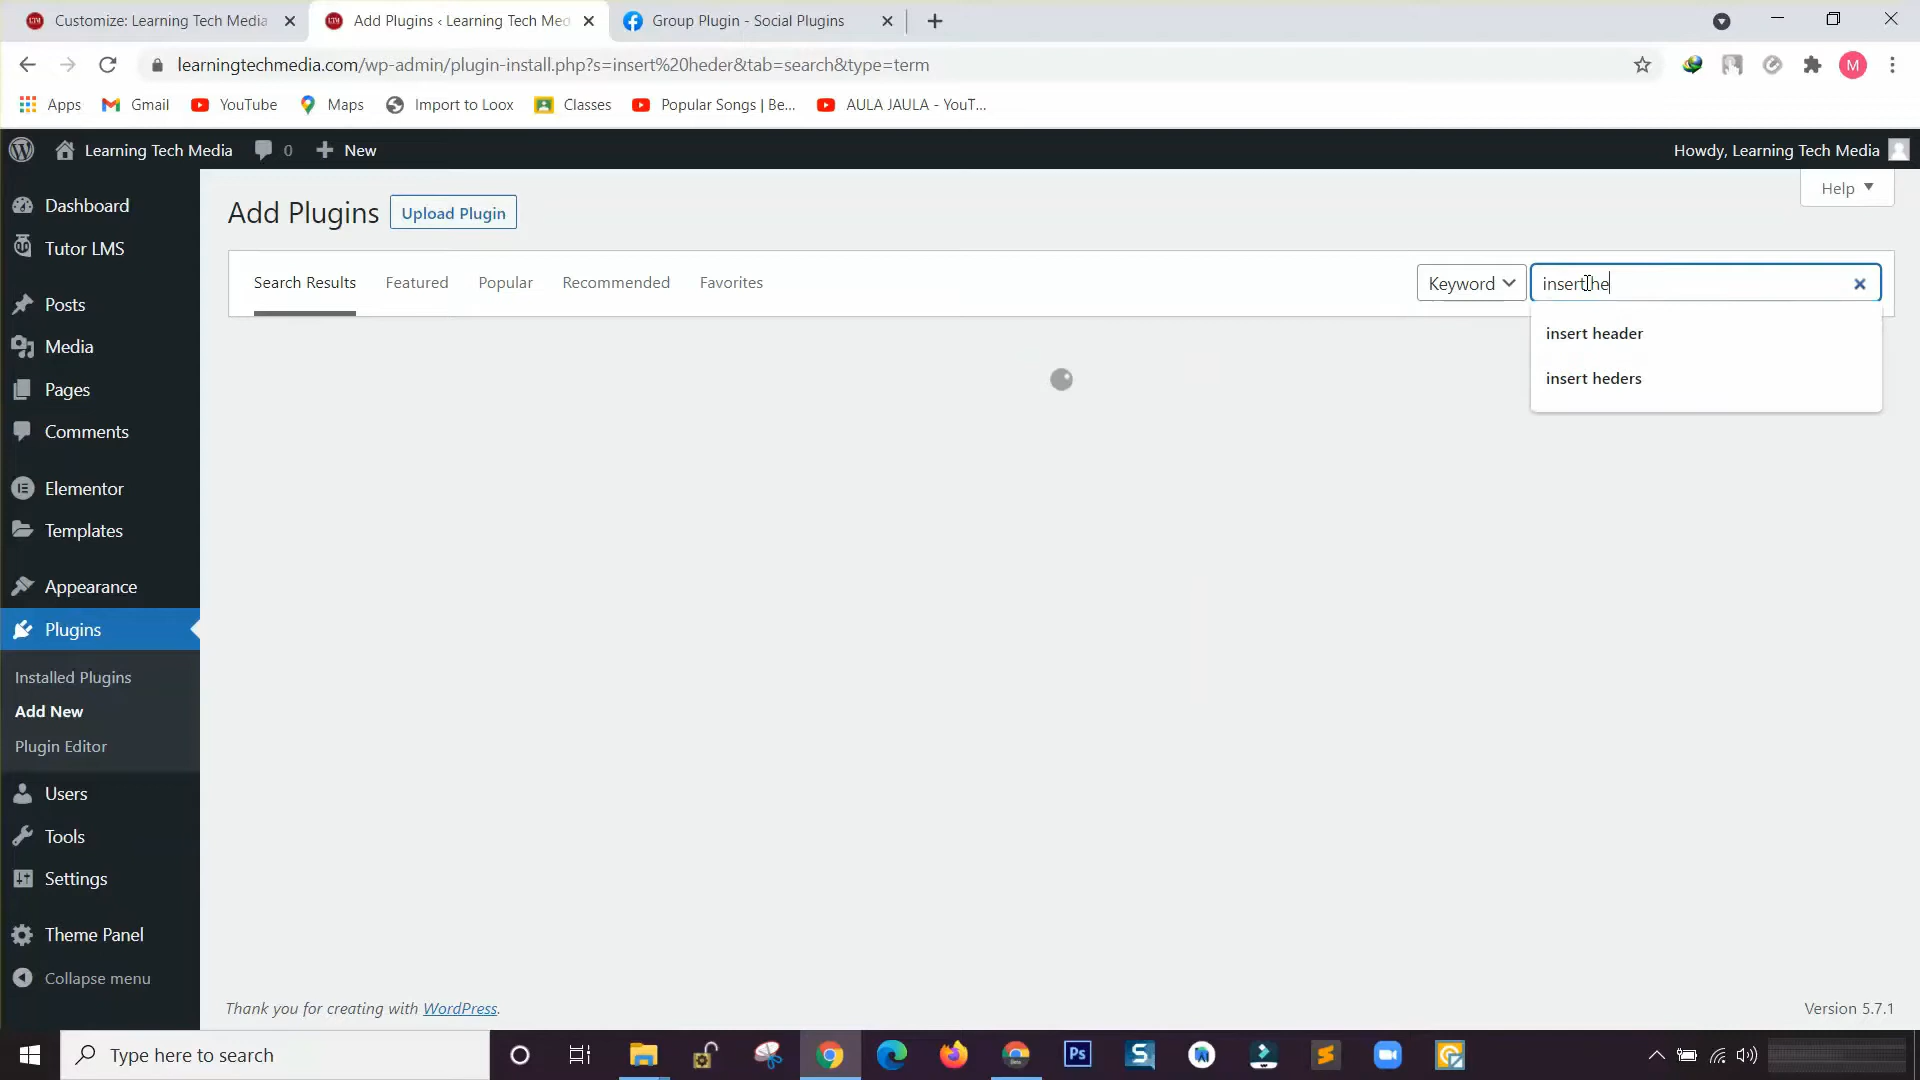 Customize: Learning Tech Media
Add Plugins ‹ Learning Tech Med
Group Plugin - Social Plugins
learningtechmedia.com/wp-admin/plugin-install.php?s=insert%20heder&tab=search&type=term
M
Apps
Gmail
YouTube
Maps
Import to Loox
Classes
Popular Songs | Be...
AULA JAULA - YouT...
Learning Tech Media
0
New
Howdy, Learning Tech Media
Dashboard
Tutor LMS
Posts
Media
Pages
Comments
Elementor
Templates
Appearance
Plugins
Installed Plugins
Add New
Plugin Editor
Users
Tools
Settings
Theme Panel
Collapse menu
Help
Add Plugins
Upload Plugin
Search Results
Featured
Popular
Recommended
Favorites
Keyword
insert he
insert header
insert heders
Thank you for creating with WordPress.
Version 5.7.1
Type here to search
Ps
S